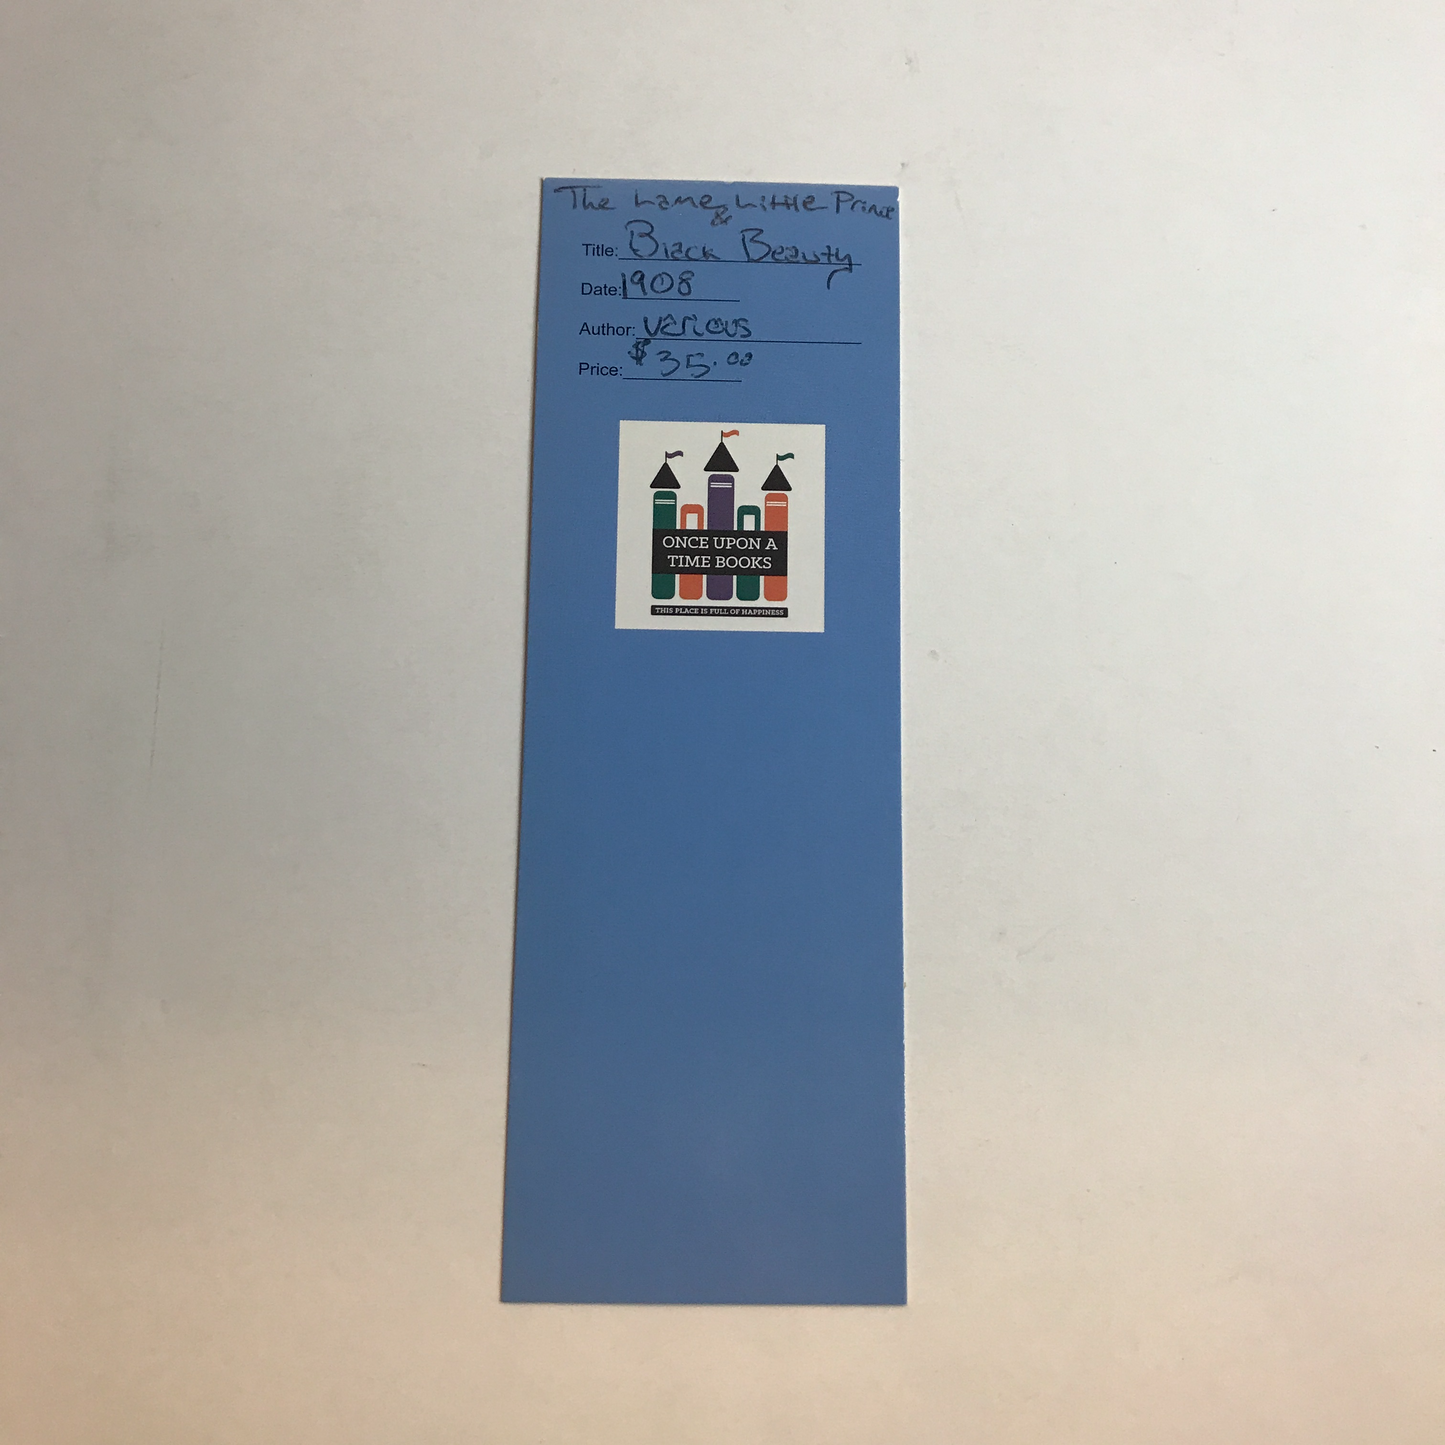 The Lame Little Prince
&
Title: Black Beauty
Date: 1908
Author: various
Price: $35.00
ONCE UPON A
TIME BOOKS
THIS PLACE IS FULL OF HAPPINESS